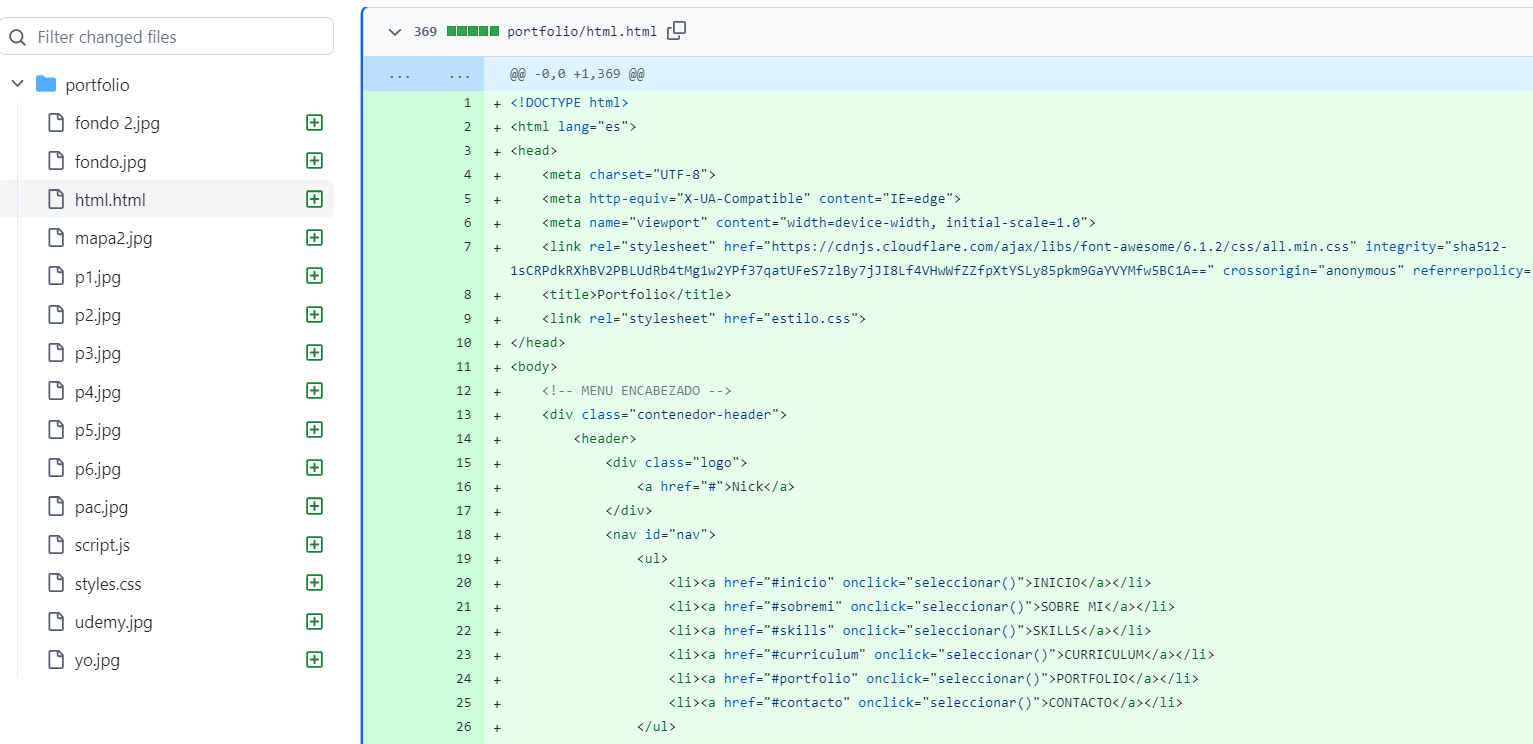 Filter changed files
portfolio
fondo 2.jpg
fondo.jpg
html.html
mapa2.jpg
p1.jpg
p2.jpg
p3.jpg
p4.jpg
p5.jpg
p6.jpg
pac.jpg
script.js
styles.css
udemy.jpg
yo.jpg
369 portfolio/html.html
... ... @@ -0,0 +1,369 @@
1 + <!DOCTYPE html>
2 + <html lang="es">
3 + <head>
4 +     <meta charset="UTF-8">
5 +     <meta http-equiv="X-UA-Compatible" content="IE=edge">
6 +     <meta name="viewport" content="width=device-width, initial-scale=1.0">
7 +     <link rel="stylesheet" href="https://cdnjs.cloudflare.com/ajax/libs/font-awesome/6.1.2/css/all.min.css" integrity="sha512-
1sCRPdkRXhBV2PBLUdRb4tMg1w2YPf37qatUFeS7zlBy7jJI8Lf4VHwWfZZfpXtYSLy85pkm9GaYVYMfw5BC1A==" crossorigin="anonymous" referrerpolicy=
8 +     <title>Portfolio</title>
9 +     <link rel="stylesheet" href="estilo.css">
10 + </head>
11 + <body>
12 +     <!-- MENU ENCABEZADO -->
13 +     <div class="contenedor-header">
14 +         <header>
15 +             <div class="logo">
16 +                 <a href="#">Nick</a>
17 +             </div>
18 +             <nav id="nav">
19 +                 <ul>
20 +                     <li><a href="#inicio" onclick="seleccionar()">INICIO</a></li>
21 +                     <li><a href="#sobremi" onclick="seleccionar()">SOBRE MI</a></li>
22 +                     <li><a href="#skills" onclick="seleccionar()">SKILLS</a></li>
23 +                     <li><a href="#curriculum" onclick="seleccionar()">CURRICULUM</a></li>
24 +                     <li><a href="#portfolio" onclick="seleccionar()">PORTFOLIO</a></li>
25 +                     <li><a href="#contacto" onclick="seleccionar()">CONTACTO</a></li>
26 +                 </ul>